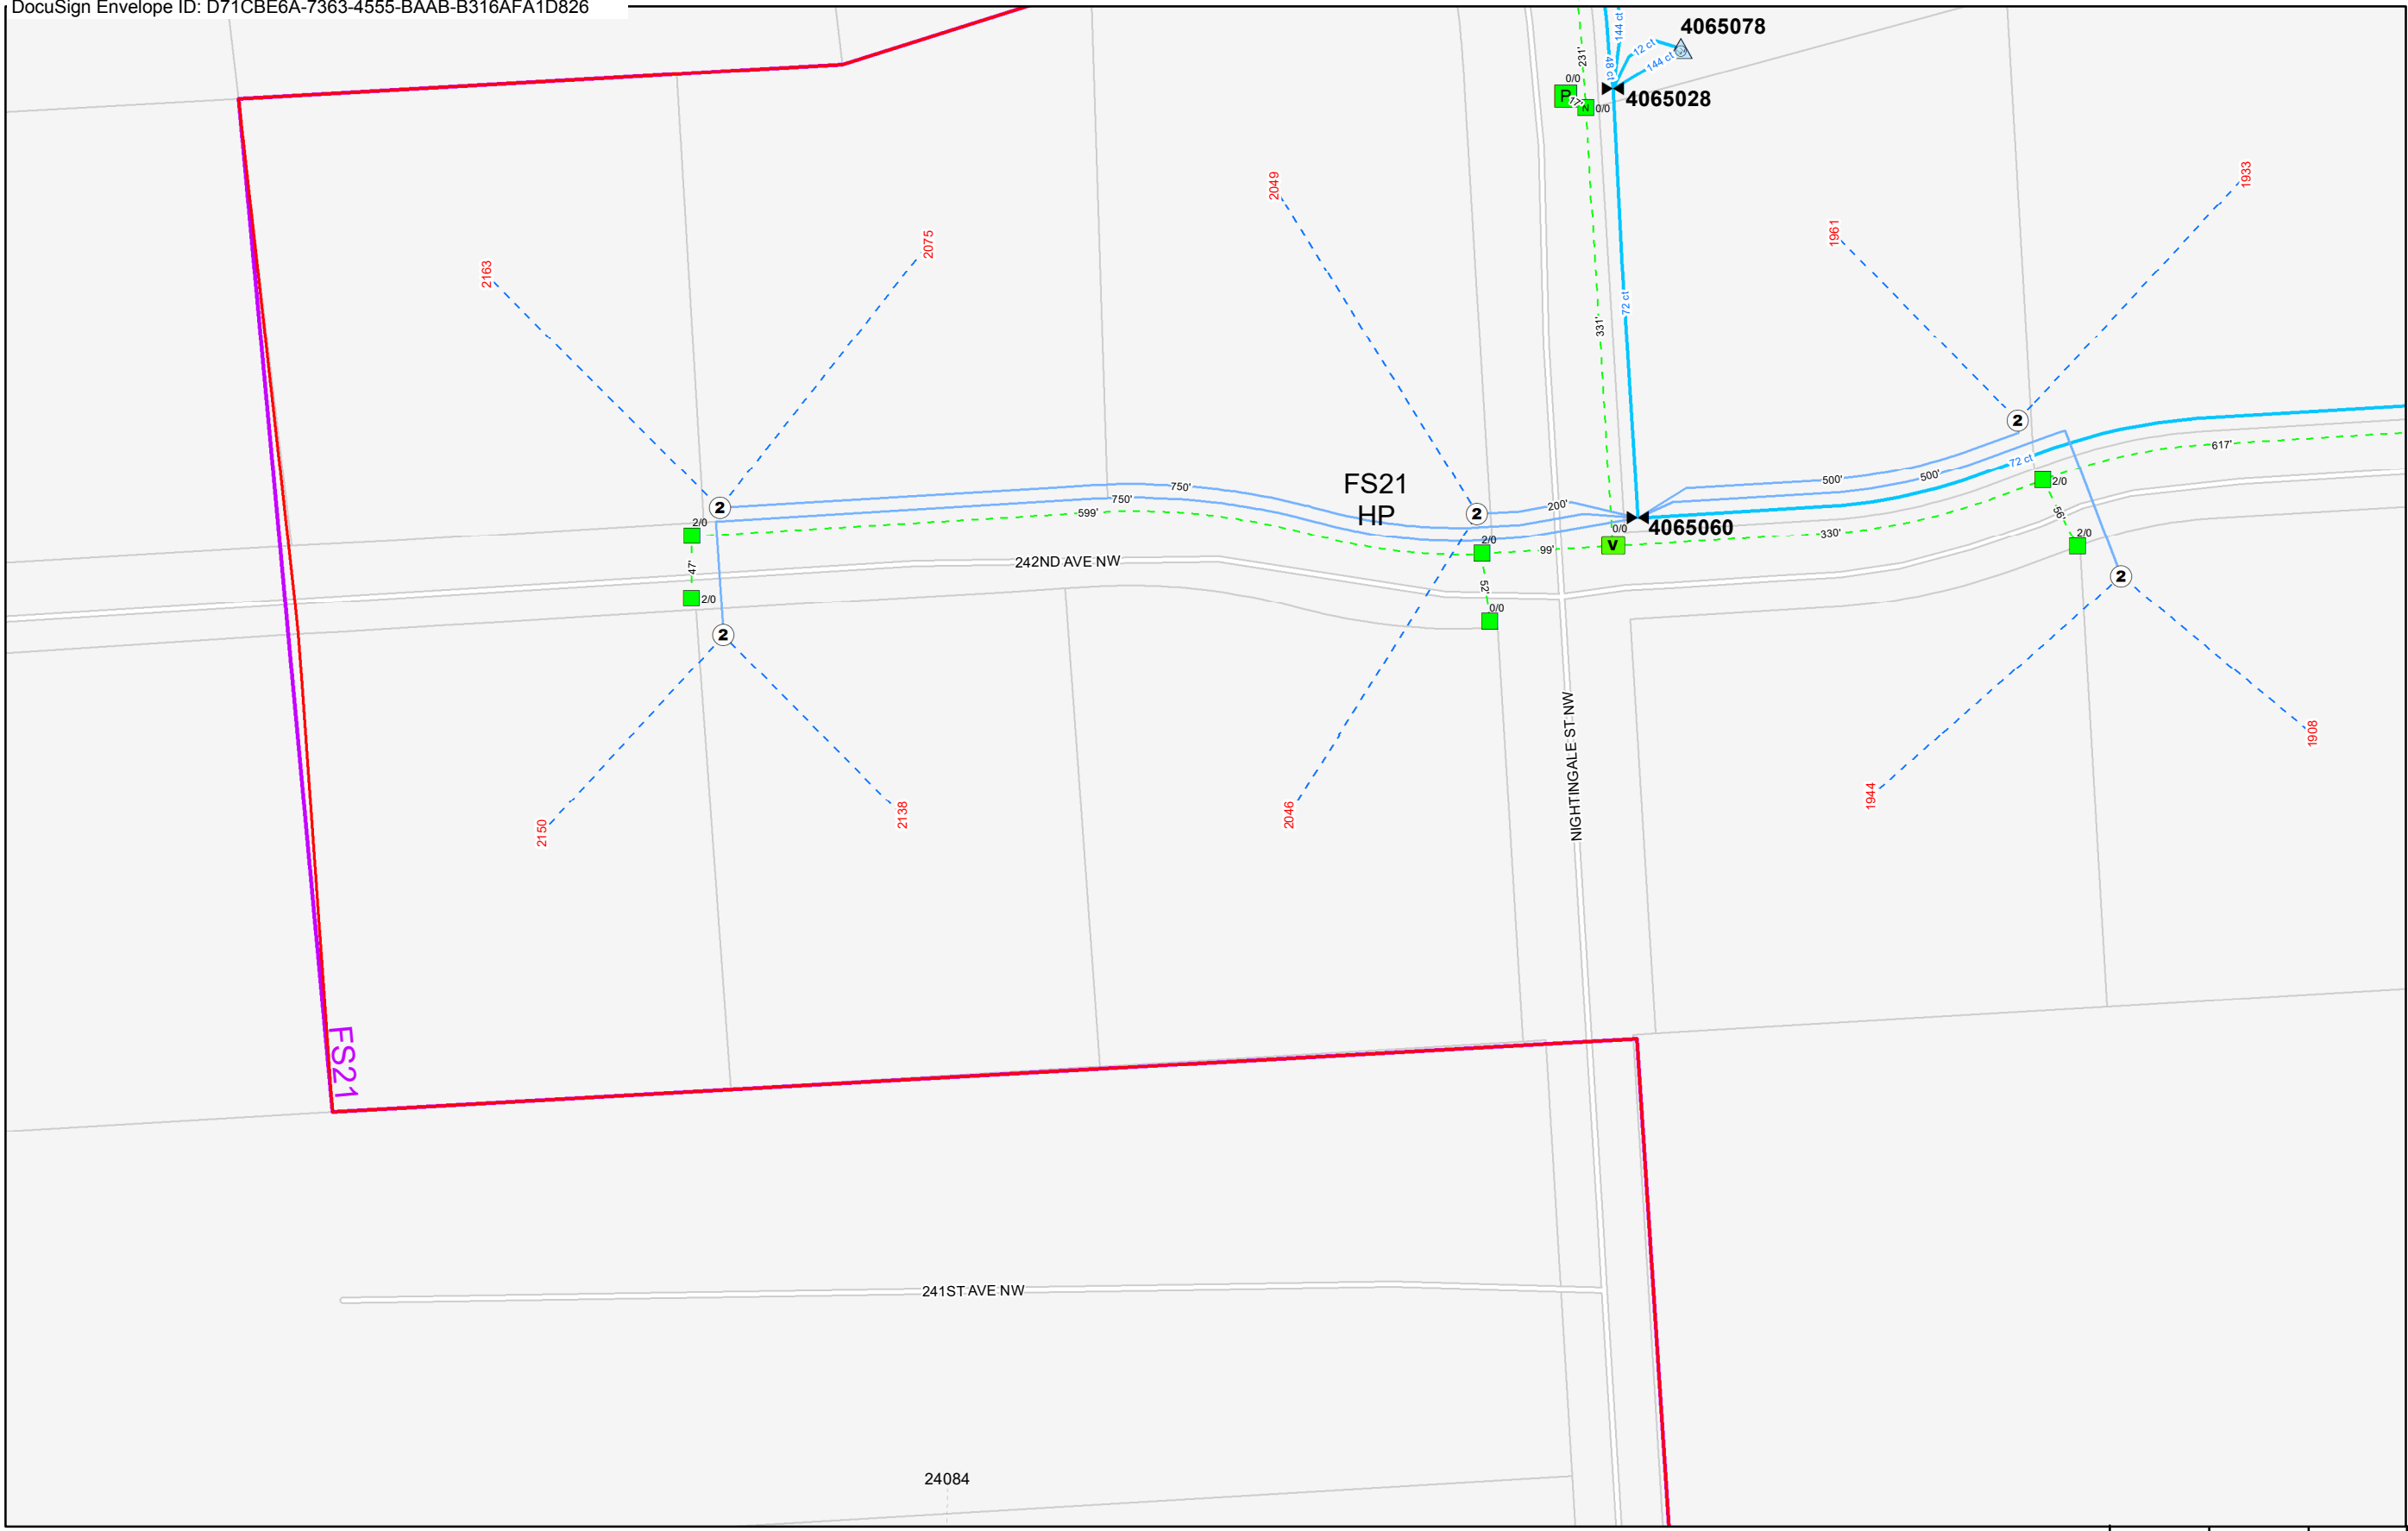 DocuSign Envelope ID: D71CBE6A-7363-4555-BAAB-B316AFA1D826
4065078
144 ct
12 ct
144 ct
48 ct
231'
0/0
P
17'
N
0/0
4065028
2049
1933
1961
2075
2163
72 ct
331'
2
FS21
HP
750'
750'
599'
2
2/0
2
200'
500'
500'
72 ct
617'
2/0
4065060
0/0
V
99'
2/0
330'
56'
2/0
2
47'
2/0
242ND AVE NW
52'
0/0
2
NIGHTINGALE ST NW
2150
2138
2046
1944
1908
FS21
241ST AVE NW
24084